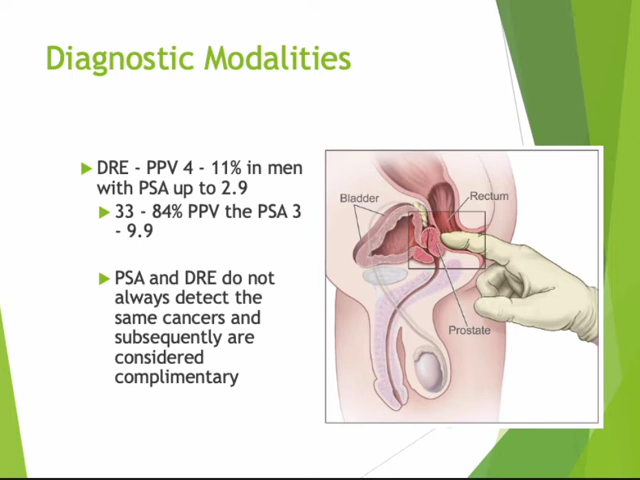 Diagnostic Modalities
DRE - PPV 4 - 11% in men
with PSA up to 2.9
33 - 84% PPV the PSA 3
- 9.9
PSA and DRE do not
always detect the
same cancers and
subsequently are
considered
complimentary
Bladder
Rectum
Prostate